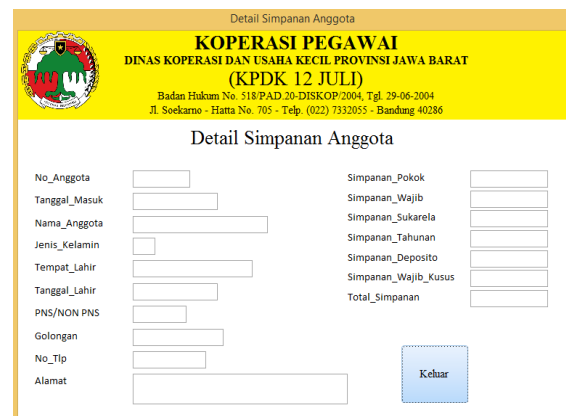 Detail Simpanan Anggota
KOPERASI PEGAWAI
DINAS KOPERASI DAN USAHA KECIL PROVINSI JAWA BARAT
(KPDK 12 JULI)
Badan Hukum No. 518/PAD.20-DISKOP/2004, Tgl. 29-06-2004
Jl. Soekarno - Hatta No. 705 - Telp. (022) 7332055 - Bandung 40286
Detail Simpanan Anggota
No_Anggota
Tanggal_Masuk
Nama_Anggota
Jenis_Kelamin
Tempat_Lahir
Tanggal_Lahir
PNS/NON PNS
Golongan
No_Tlp
Alamat
Simpanan_Pokok
Simpanan_Wajib
Simpanan_Sukarela
Simpanan_Tahunan
Simpanan_Deposito
Simpanan_Wajib_Kusus
Total_Simpanan
Keluar